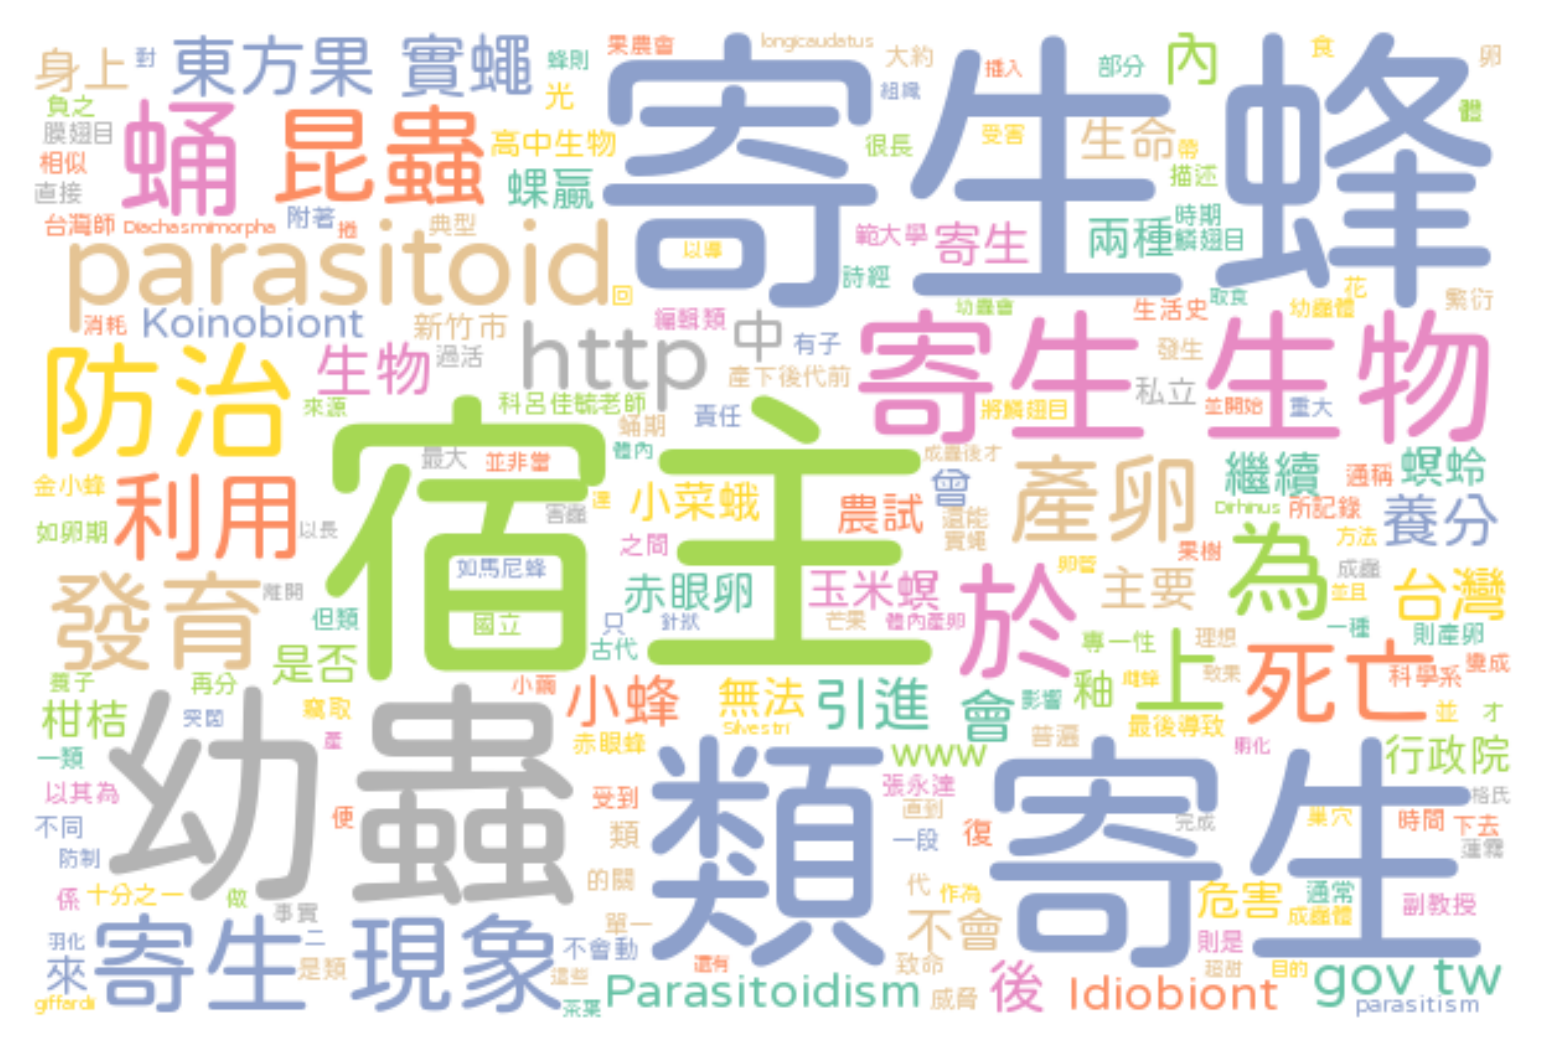 身上 對 東方果 實蠅 蜂則 果農會 longicaudatus 大約 插入 部分 內 食 卵
負之 光 組織 體
膜翅目 蛹 昆蟲 高中生物 寄生蜂 很長 受害 生命 帶
相似 描述
直接 蜾蠃
台灣師 Diachasmimorpha 附著 捲 典型 以導 範大學 寄生 兩種 時期 鱗翅目
parasitoid 回 詩經 花
消耗 Koinobiont 新竹市 編輯類 幼蟲會 生活史 取食 幼蟲體 繁衍
防治 生物 過活 http 中 有子 寄生生物 發生
產下後代前 私立
來源 科呂佳毓老師 責任 將鱗翅目 並開始 重大
蛹期
宿主 最大 並非當 體內 成蟲後才 產卵 繼續 通稱 螟蛉
金小蜂 利用 達 小菜蛾 農試 曾 Dirhinus 所記錄 養分
如卵期 以長 害蟲 還能 實蠅 方法
之間 卵管 果樹 為 成蟲
發育 離開 如馬尼蜂 赤眼卵 玉米螟 於 主要 並且 台灣
但類 國立 只 針狀 芒果 體內產卵 一種 則產卵
是否 古代 專一性 理想 上 死亡 科學系 變成
養子 再分 小繭 小蜂 無法 引進 會 影響 釉 雌蜂 致果
柑桔 突囡 竊取 Silvestri 最後導致 並 才
一類 幼蟲 產 赤眼蜂 類 www 普遍 寄生 孵化 行政院
以其為 便 受到 張永達 格氏
不同 類 直到 一段 復 完成 巢穴 時間 下去
防制 蓮霧
係 十分之一 做 的關 代 作為 危害 通常 成蟲體 副教授
事實 單一
羽化 寄生 二 現象 不會動 不會 則是
來 是類 這些 還有 致命 後 超甜 目的 gov tw
giffardii 茶葉 Parasitoidism 威脅 Idiobiont parasitism